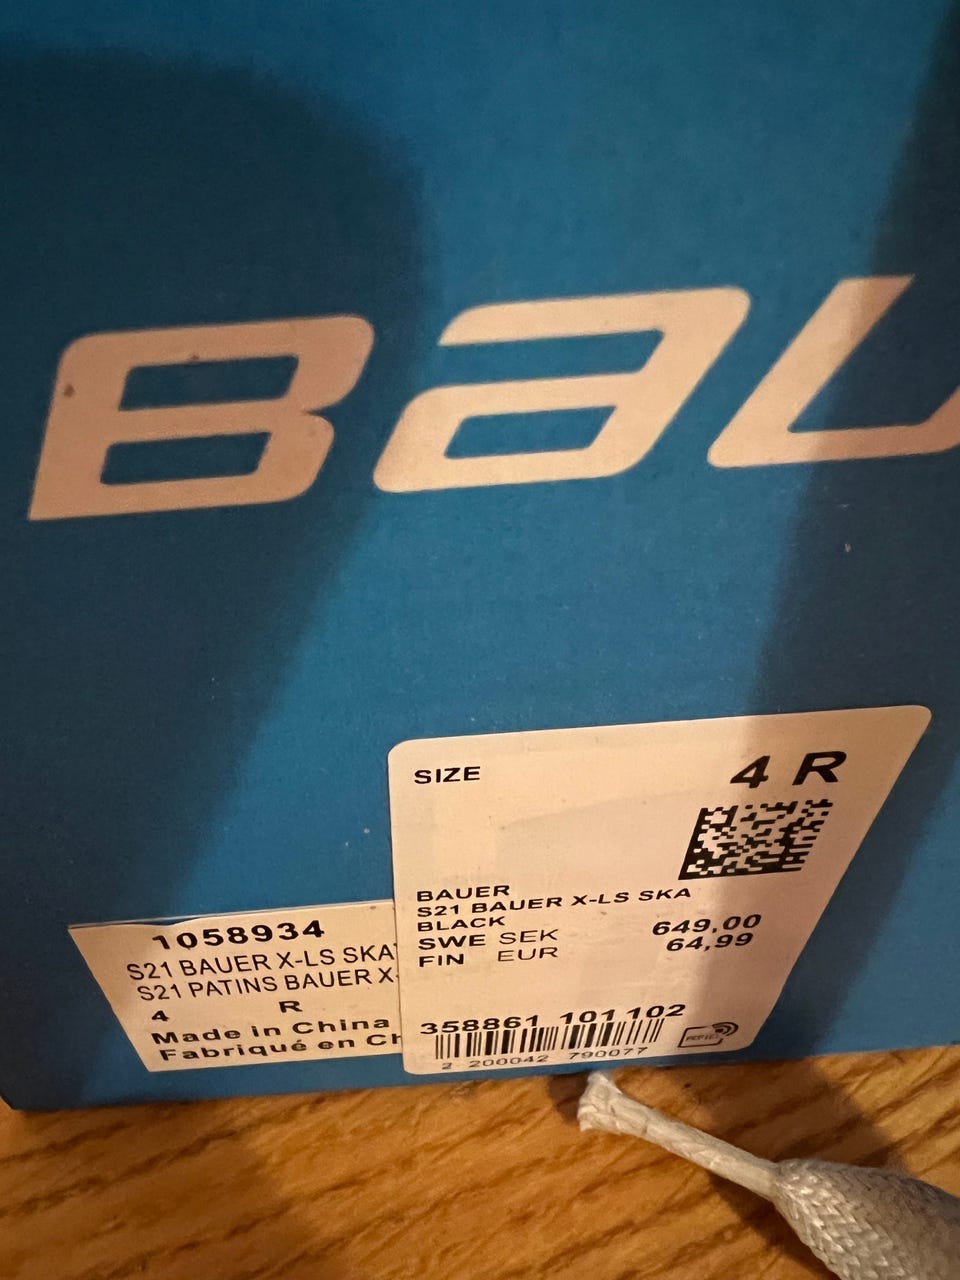 BAU
SIZE 4 R
BAUER
S21 BAUER X-LS SKA
BLACK
SWE SEK 649,00
FIN EUR 64,99
358861 101 102
2 200042 790077
1058934
S21 BAUER X-LS SKA
S21 PATINS BAUER X-
4 R
Made in China
Fabriqué en Ch